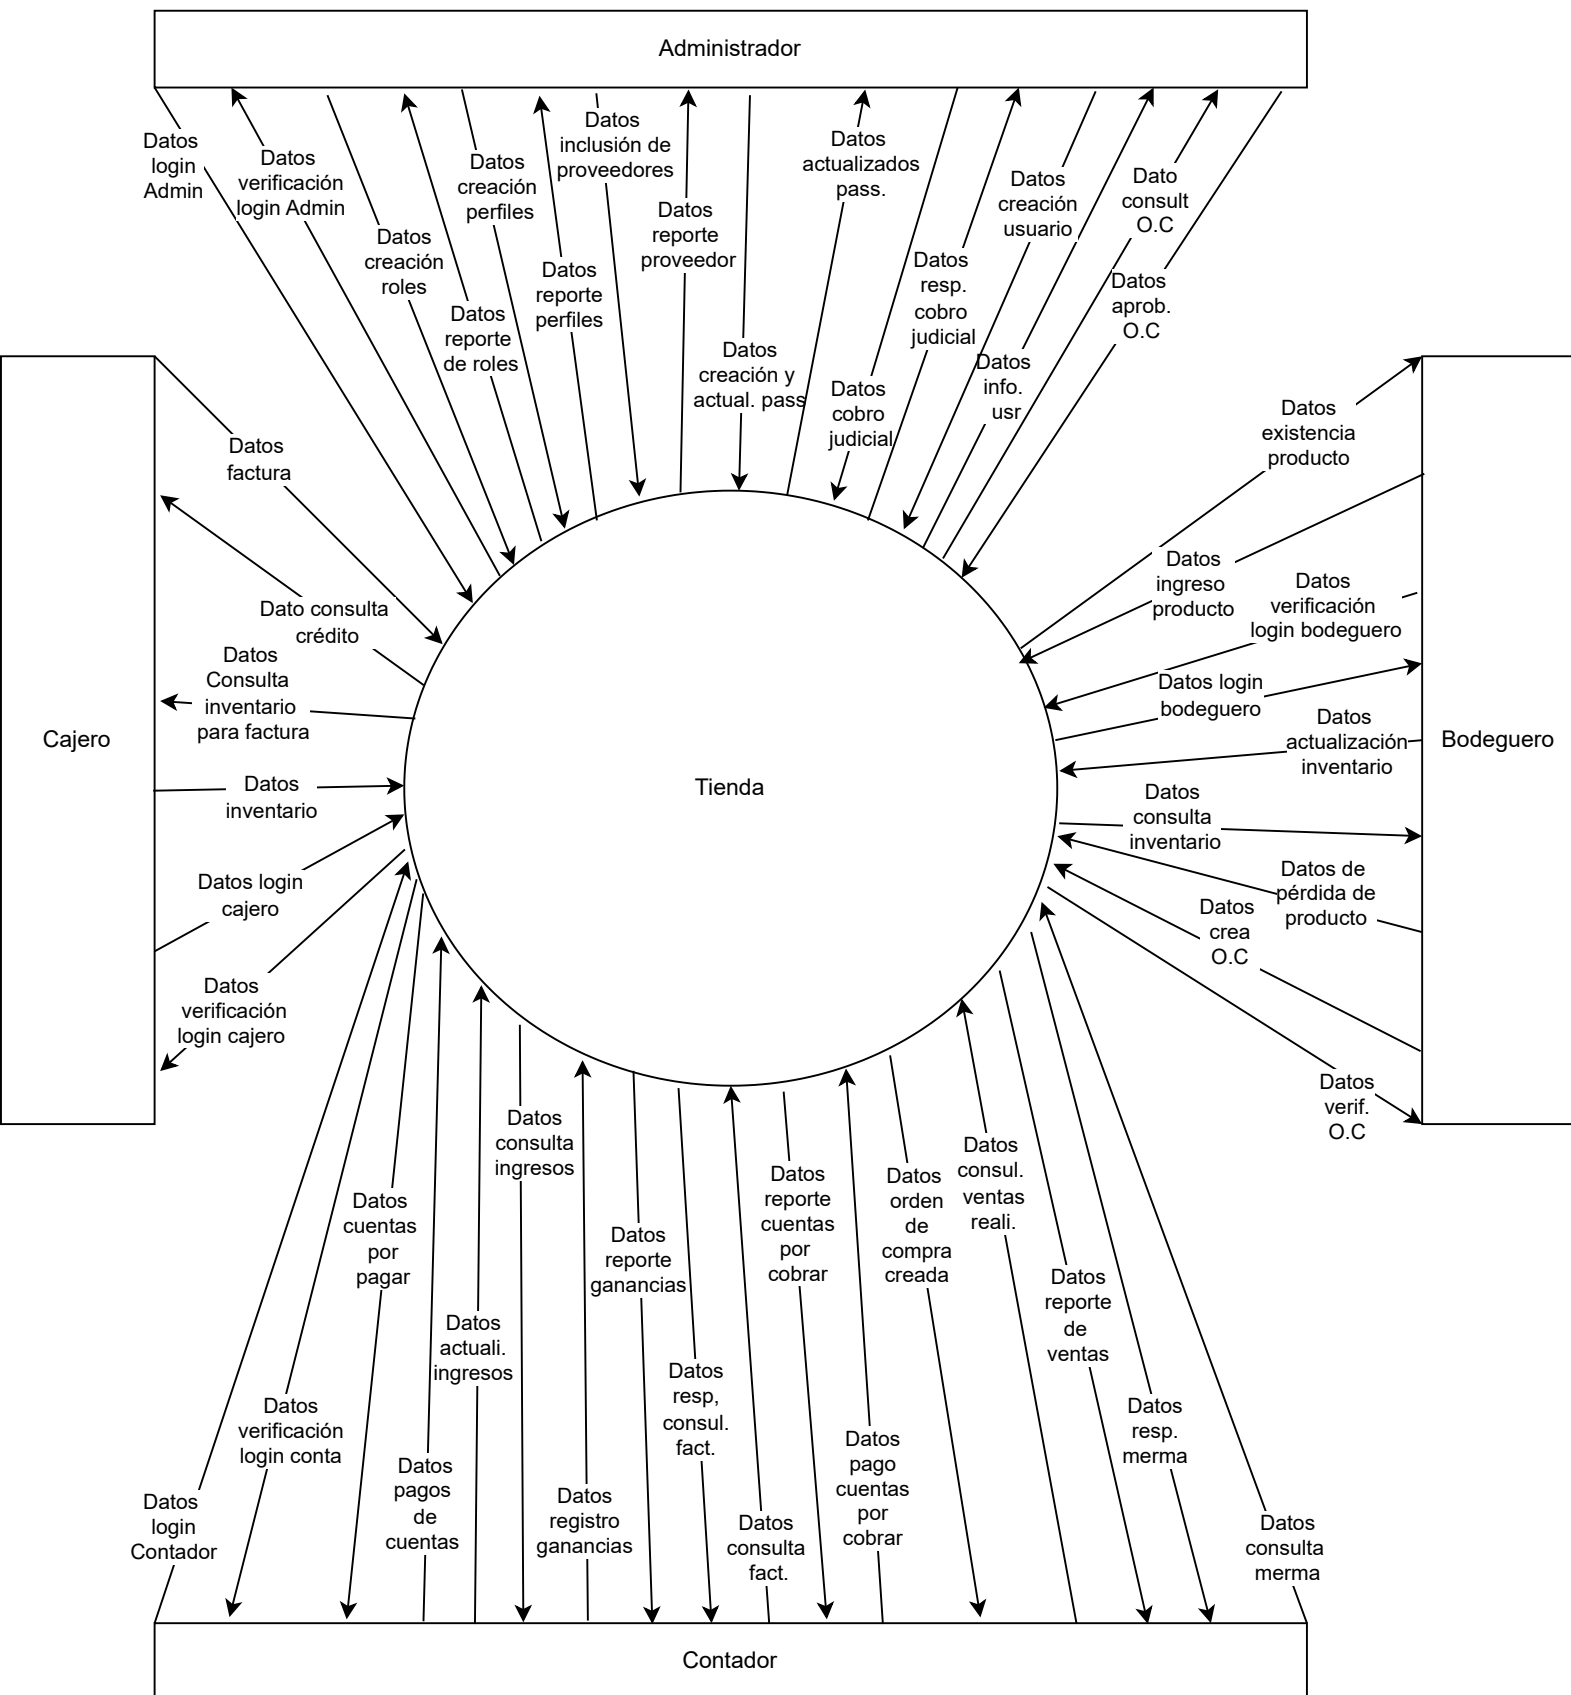 Administrador
Datos
login
Admin
Datos
verificación
login Admin
Datos
creación
roles
Datos
reporte
de roles
Datos
creación
perfiles
Datos
reporte
perfiles
Datos
inclusión de
proveedores
Datos
reporte
proveedor
Datos
creación y
actual. pass
Datos
actualizados
pass.
Datos
cobro
judicial
Datos
resp.
cobro
judicial
Datos
creación
usuario
Datos
info.
usr
Dato
consult
O.C
Datos
aprob.
O.C
Cajero
Datos
factura
Dato consulta
crédito
Datos
Consulta
inventario
para factura
Datos
inventario
Datos login
cajero
Datos
verificación
login cajero
Tienda
Bodeguero
Datos
existencia
producto
Datos
ingreso
producto
Datos
verificación
login bodeguero
Datos login
bodeguero
Datos
actualización
inventario
Datos
consulta
inventario
Datos de
pérdida de
producto
Datos
crea
O.C
Datos
verif.
O.C
Datos
login
Contador
Datos
verificación
login conta
Datos
cuentas
por
pagar
Datos
pagos
de
cuentas
Datos
actuali.
ingresos
Datos
consulta
ingresos
Datos
registro
ganancias
Datos
reporte
ganancias
Datos
resp,
consul.
fact.
Datos
consulta
fact.
Datos
reporte
cuentas
por
cobrar
Datos
pago
cuentas
por
cobrar
Datos
orden
de
compra
creada
Datos
consul.
ventas
reali.
Datos
reporte
de
ventas
Datos
resp.
merma
Datos
consulta
merma
Contador